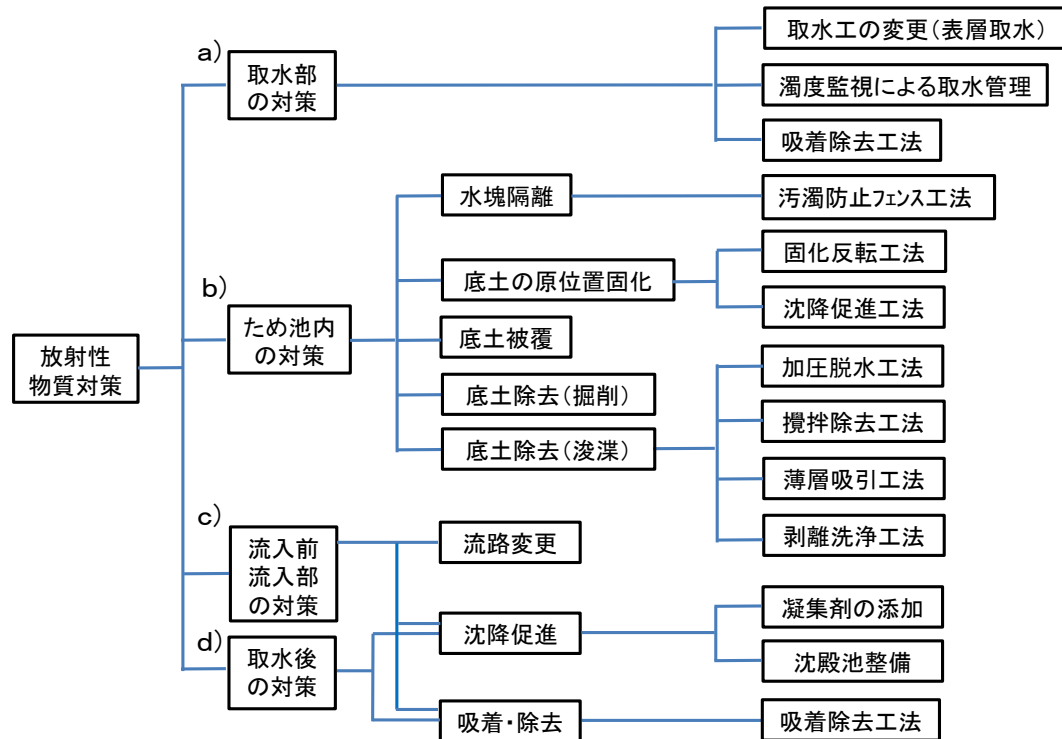 放射性
物質対策
a)
取水部
の対策
取水工の変更(表層取水)
濁度監視による取水管理
吸着除去工法
b)
ため池内
の対策
水塊隔離
汚濁防止ﾌｪﾝｽ工法
底土の原位置固化
固化反転工法
沈降促進工法
底土被覆
底土除去(掘削)
底土除去(浚渫)
加圧脱水工法
攪拌除去工法
薄層吸引工法
剥離洗浄工法
c)
流入前
流入部
の対策
流路変更
沈降促進
凝集剤の添加
沈殿池整備
d)
取水後
の対策
吸着・除去
吸着除去工法